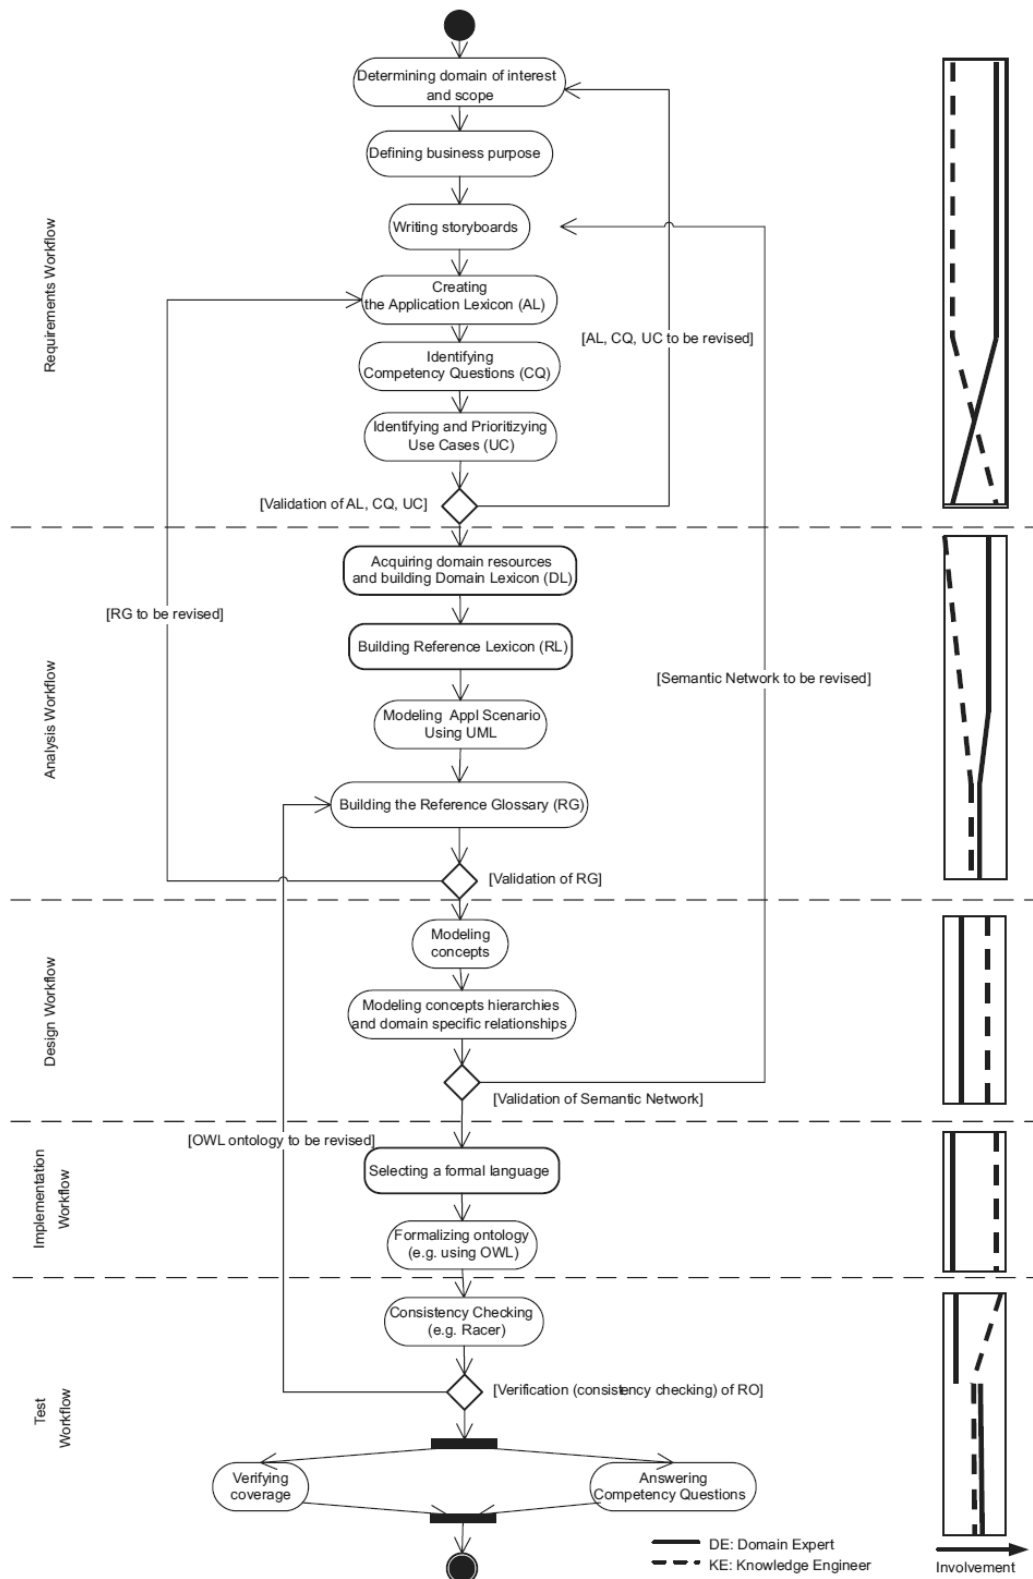 Determining domain of interest
and scope
Defining business purpose
Writing storyboards
Creating
the Application Lexicon (AL)
[AL, CQ, UC to be revised]
Identifying
Competency Questions (CQ)
Identifying and Prioritizying
Use Cases (UC)
[Validation of AL, CQ, UC]
Requirements Workflow
Acquiring domain resources
and building Domain Lexicon (DL)
[RG to be revised]
Building Reference Lexicon (RL)
[Semantic Network to be revised]
Modeling Appl Scenario
Using UML
Building the Reference Glossary (RG)
[Validation of RG]
Analysis Workflow
Modeling
concepts
Modeling concepts hierarchies
and domain specific relationships
[Validation of Semantic Network]
Design Workflow
[OWL ontology to be revised]
Selecting a formal language
Formalizing ontology
(e.g. using OWL)
Implementation
Workflow
Consistency Checking
(e.g. Racer)
[Verification (consistency checking) of RO]
Test
Workflow
Verifying
coverage
Answering
Competency Questions
DE: Domain Expert
KE: Knowledge Engineer
Involvement